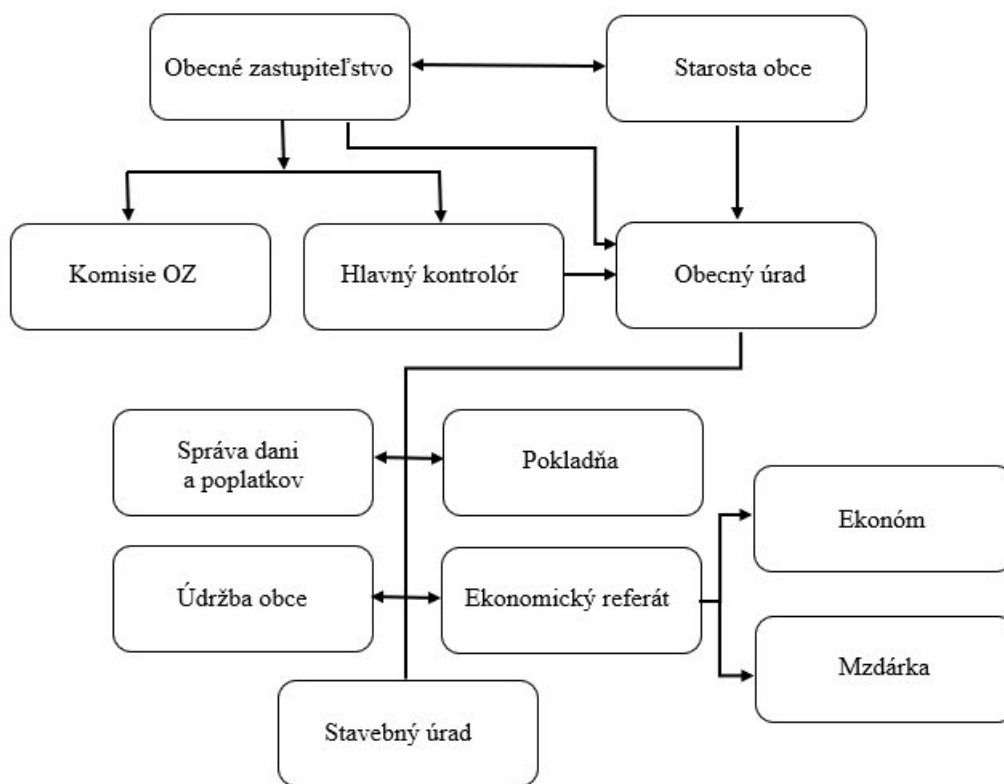 Obecné zastupiteľstvo
Starosta obce
Komisie OZ
Hlavný kontrolór
Obecný úrad
Správa dani
a poplatkov
Pokladňa
Ekonóm
Údržba obce
Ekonomický referát
Mzdárka
Stavebný úrad